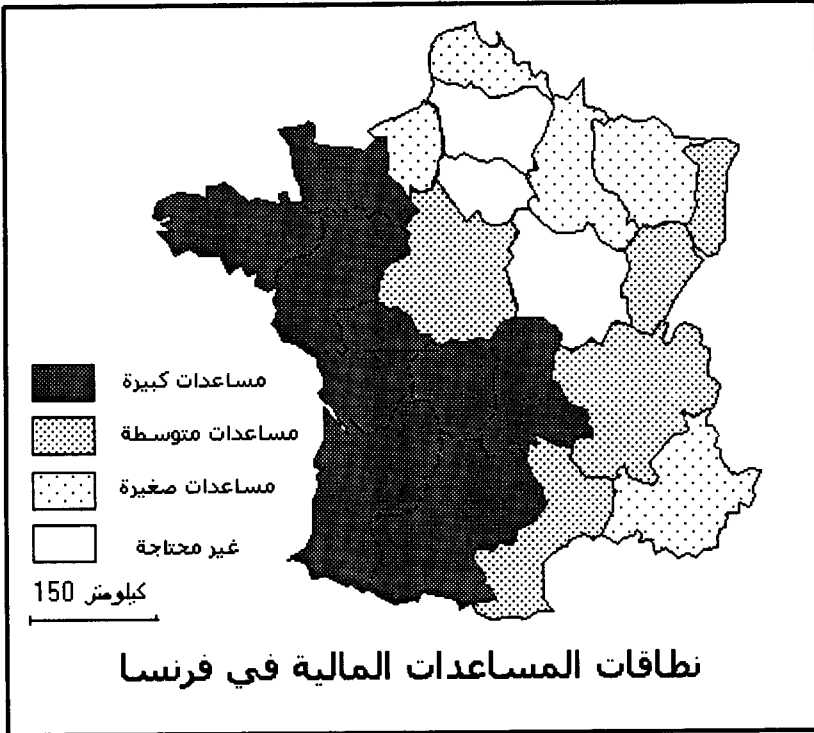 مساعدات كبيرة
مساعدات متوسطة
مساعدات صغيرة
غير محتاجة
150 كيلومتر
نطاقات المساعدات المالية في فرنسا